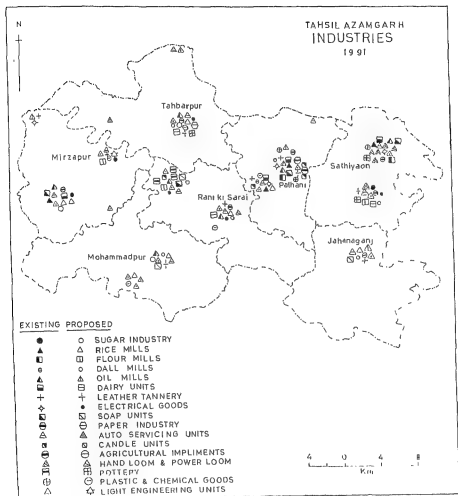 N
TAHSIL AZAMGARH
INDUSTRIES
1991
Tahbarpur
Mirzapur
Sathiyaon
Palhani
Rani ki Sarai
Jahanaganj
Mohammadpur
EXISTING PROPOSED
SUGAR INDUSTRY
RICE MILLS
FLOUR MILLS
DALL MILLS
OIL MILLS
DAIRY UNITS
LEATHER TANNERY
ELECTRICAL GOODS
SOAP UNITS
PAPER INDUSTRY
AUTO SERVICING UNITS
CANDLE UNITS
AGRICULTURAL IMPLIMENTS
HAND LOOM & POWER LOOM
POTTEPY
PLASTIC & CHEMICAL GOODS
LIGHT ENGINEERING UNITS
4 0 4 8
Km